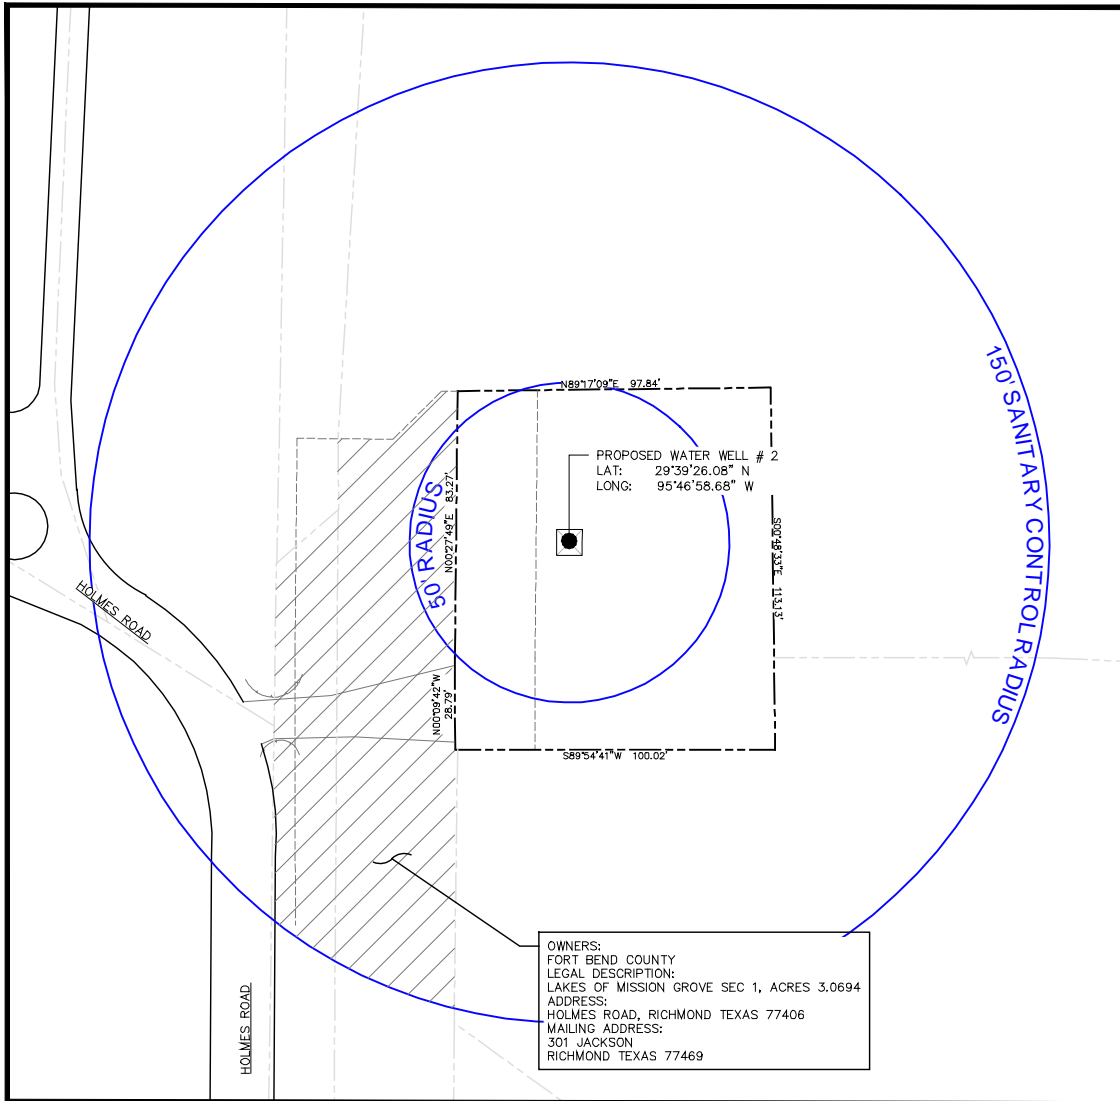 150' SANITARY CONTROL RADIUS
N89°17'09"E 97.84'
PROPOSED WATER WELL # 2
LAT: 29°39'26.08" N
LONG: 95°46'58.68" W
50' RADIUS
N00°27'49"E 83.27'
S00°48'33"E 113.13'
HOLMES ROAD
N00°09'42"W
28.79'
S89°54'41"W 100.02'
OWNERS:
FORT BEND COUNTY
LEGAL DESCRIPTION:
LAKES OF MISSION GROVE SEC 1, ACRES 3.0694
ADDRESS:
HOLMES ROAD, RICHMOND TEXAS 77406
MAILING ADDRESS:
301 JACKSON
RICHMOND TEXAS 77469
HOLMES ROAD